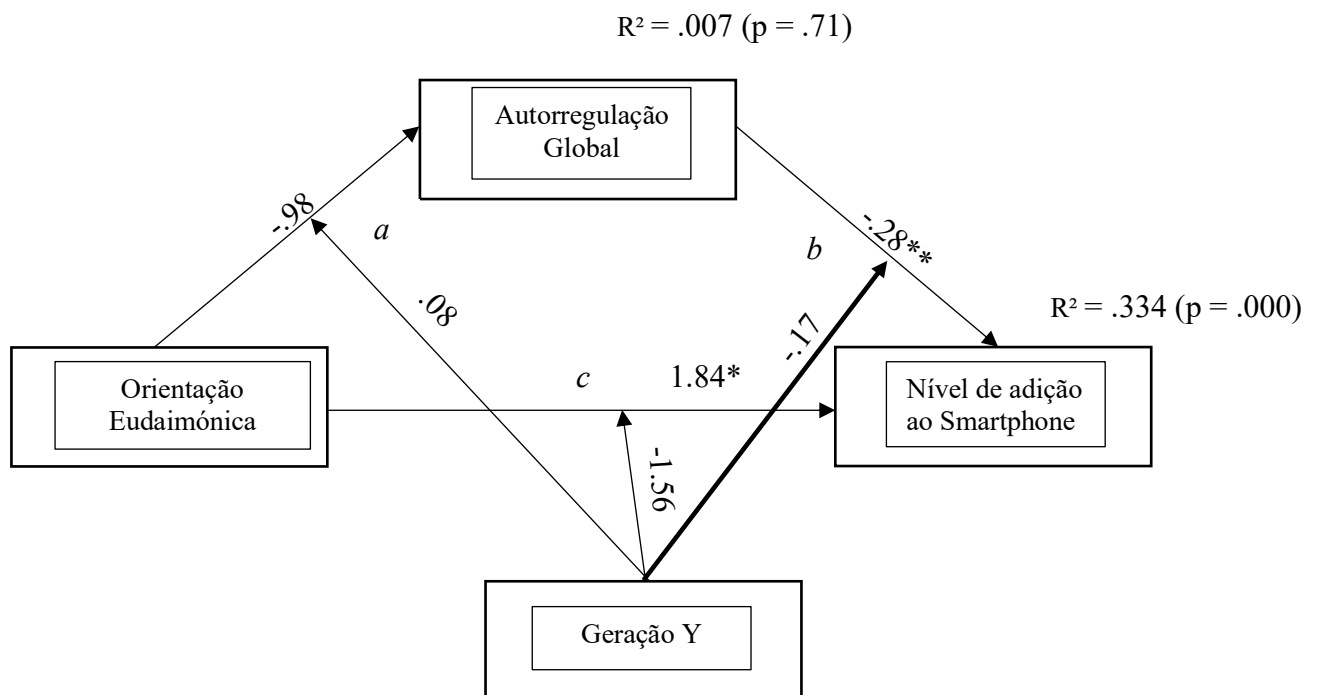 R² = .007 (p = .71)
Autorregulação
Global
-.98
a
b
-.28**
.08
-.17
R² = .334 (p = .000)
Orientação
Eudaimónica
c
1.84*
Nível de adição
ao Smartphone
-1.56
Geração Y